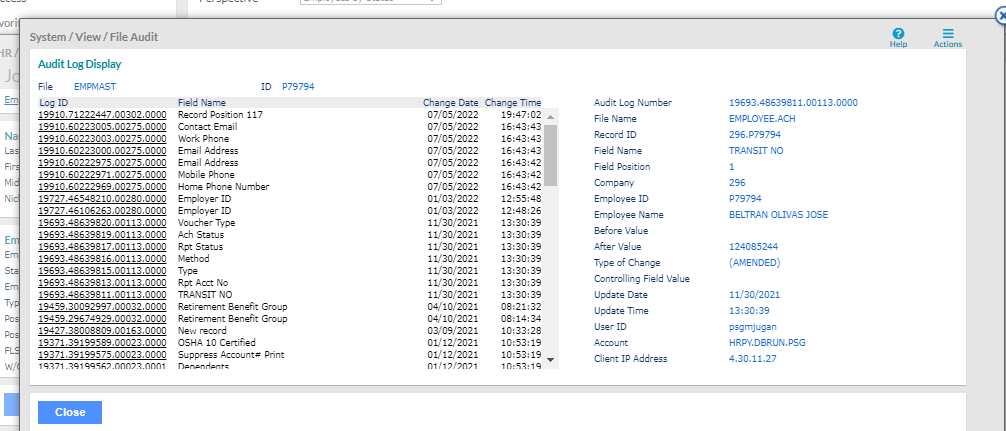 Perspective
System / View / File Audit
Help
Actions
Audit Log Display
File EMPMAST ID P79794
Log ID Field Name Change Date Change Time
19910.71222447.00302.0000 Record Position 117 07/05/2022 19:47:02
19910.60223005.00275.0000 Contact Email 07/05/2022 16:43:43
19910.60223003.00275.0000 Work Phone 07/05/2022 16:43:43
19910.60223000.00275.0000 Email Address 07/05/2022 16:43:43
19910.60222975.00275.0000 Email Address 07/05/2022 16:43:42
19910.60222971.00275.0000 Mobile Phone 07/05/2022 16:43:42
19910.60222969.00275.0000 Home Phone Number 07/05/2022 16:43:42
19727.46548210.00280.0000 Employer ID 01/03/2022 12:55:48
19727.46106263.00280.0000 Employer ID 01/03/2022 12:48:26
19693.48639820.00113.0000 Voucher Type 11/30/2021 13:30:39
19693.48639819.00113.0000 Ach Status 11/30/2021 13:30:39
19693.48639817.00113.0000 Rpt Status 11/30/2021 13:30:39
19693.48639816.00113.0000 Method 11/30/2021 13:30:39
19693.48639815.00113.0000 Type 11/30/2021 13:30:39
19693.48639813.00113.0000 Rpt Acct No 11/30/2021 13:30:39
19693.48639811.00113.0000 TRANSIT NO 11/30/2021 13:30:39
19459.30092997.00032.0000 Retirement Benefit Group 04/10/2021 08:21:32
19459.29674929.00032.0000 Retirement Benefit Group 04/10/2021 08:14:34
19427.38008809.00163.0000 New record 03/09/2021 10:33:28
19371.39199589.00023.0000 OSHA 10 Certified 01/12/2021 10:53:19
19371.39199575.00023.0000 Suppress Account# Print 01/12/2021 10:53:19
19371.39199562.00023.0001 Dependents 01/12/2021 10:53:19
Audit Log Number 19693.48639811.00113.0000
File Name EMPLOYEE.ACH
Record ID 296.P79794
Field Name TRANSIT NO
Field Position 1
Company 296
Employee ID P79794
Employee Name BELTRAN OLIVAS JOSE
Before Value
After Value 124085244
Type of Change (AMENDED)
Controlling Field Value
Update Date 11/30/2021
Update Time 13:30:39
User ID psgmjugan
Account HRPY.DBRUN.PSG
Client IP Address 4.30.11.27
Close